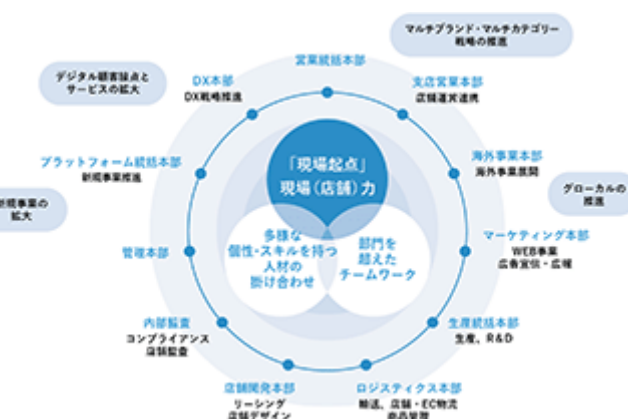 マルチブランド・マルチカテゴリー
戦略の推進
営業統括本部
デジタル顧客接点と
サービスの拡大
DX本部
DX戦略推進
支店営業本部
店舗運営連携
プラットフォーム統括本部
新規事業推進
「現場起点」
現場(店舗)力
海外事業本部
海外事業展開
新規事業の
拡大
グローカルの
推進
多様な
個性・スキルを持つ
人材の
掛け合わせ
部門を
超えた
チームワーク
管理本部
マーケティング本部
WEB事業
広告宣伝・広報
内部監査
コンプライアンス
店舗監査
生産統括本部
生産、R&D
店舗開発本部
リーシング
店舗デザイン
ロジスティクス本部
輸送、店舗・EC物流
商品管理